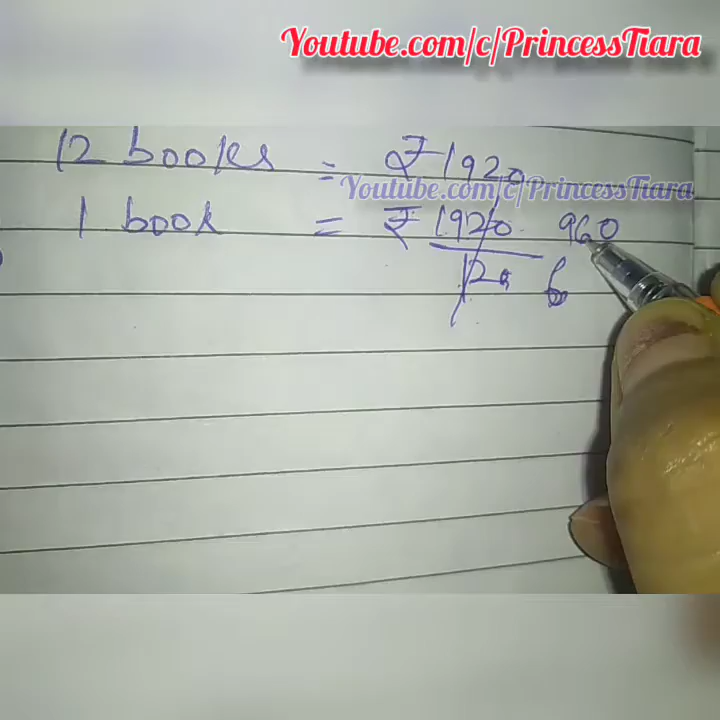 Youtube.com/c/PrincessTiara
12 books = ₹ 1920
Youtube.com/c/PrincessTiara
1 book = ₹ 1920 960
12 6